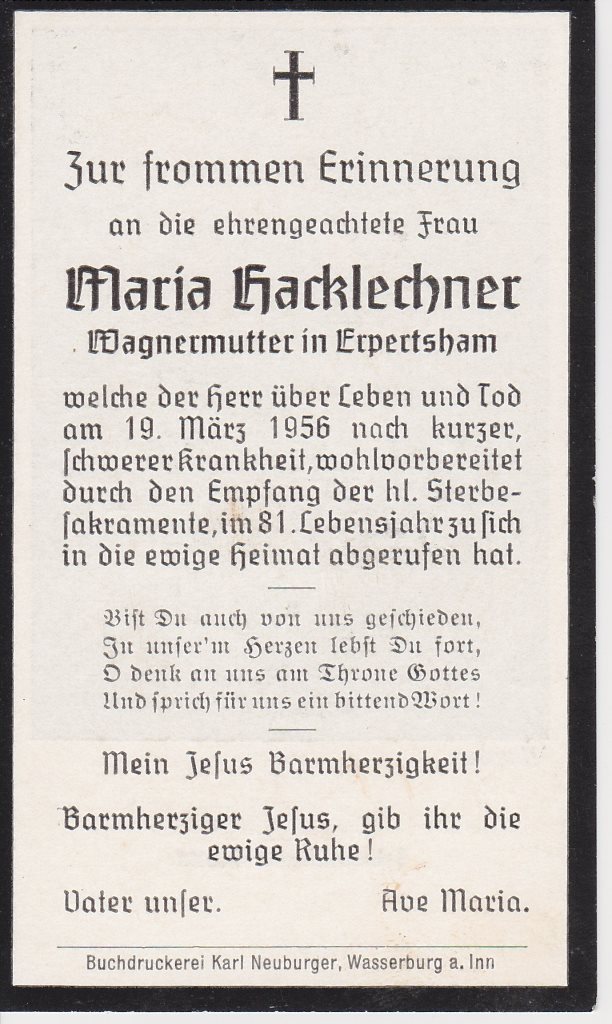 Zur frommen Erinnerung
an die ehrengeachtete Frau
Maria Hacklechner
Wagnermutter in Erpertsham
welche der Herr über Leben und Tod
am 19. März 1956 nach kurzer,
schwerer Krankheit, wohlvorbereitet
durch den Empfang der hl. Sterbe-
sakramente, im 81. Lebensjahr zu sich
in die ewige Heimat abgerufen hat.
Bist Du auch von uns geschieden,
In unser'm Herzen lebst Du fort,
O denk an uns am Throne Gottes
Und sprich für uns ein bittend Wort!
Mein Jesus Barmherzigkeit!
Barmherziger Jesus, gib ihr die
ewige Ruhe!
Vater unser. Ave Maria.
Buchdruckerei Karl Neuburger, Wasserburg a. Inn